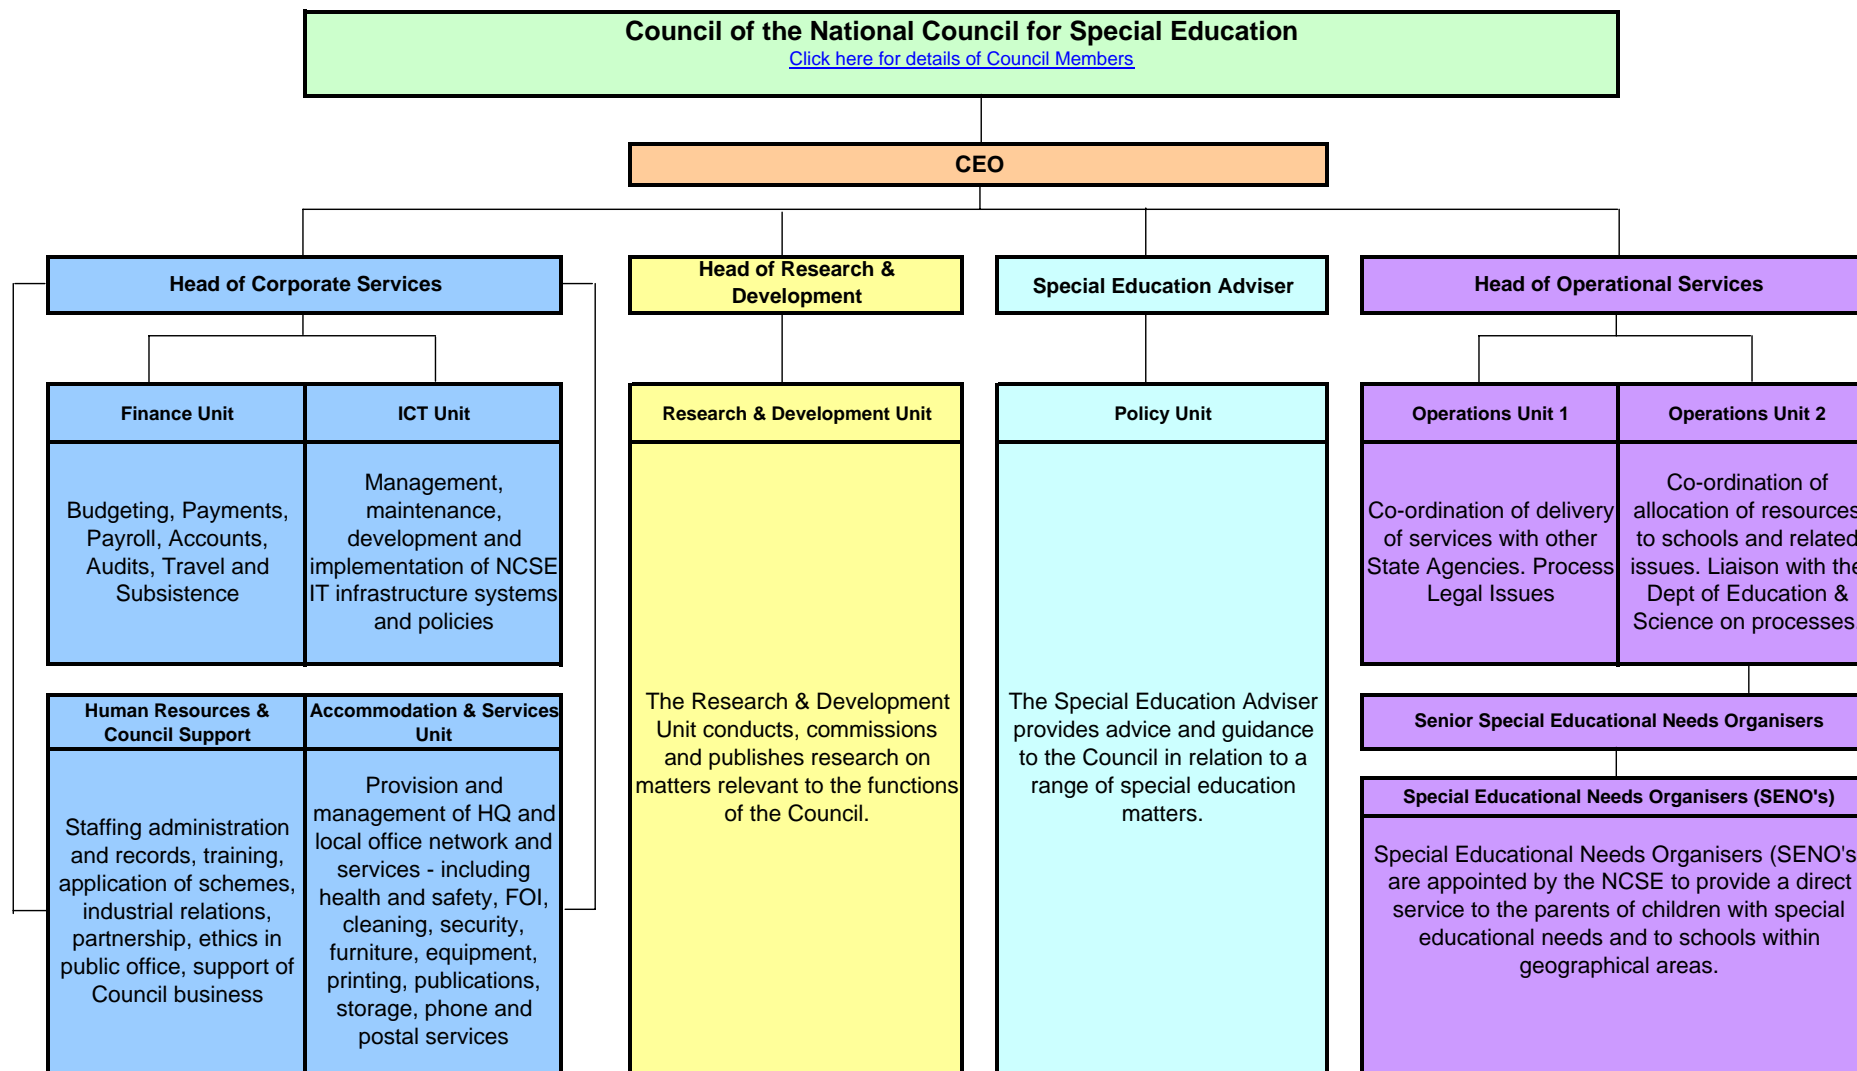 Council of the National Council for Special Education
Click here for details of Council Members
CEO
Head of Corporate Services
Head of Research &
Development
Special Education Adviser
Head of Operational Services
Finance Unit
ICT Unit
Research & Development Unit
Policy Unit
Operations Unit 1
Operations Unit 2
Budgeting, Payments,
Payroll, Accounts,
Audits, Travel and
Subsistence
Management,
maintenance,
development and
implementation of NCSE
IT infrastructure systems
and policies
Co-ordination of delivery
of services with other
State Agencies. Process
Legal Issues
Co-ordination of
allocation of resources
to schools and related
issues. Liaison with the
Dept of Education &
Science on processes.
Human Resources &
Council Support
Accommodation & Services
Unit
Staffing administration
and records, training,
application of schemes,
industrial relations,
partnership, ethics in
public office, support of
Council business
Provision and
management of HQ and
local office network and
services - including
health and safety, FOI,
cleaning, security,
furniture, equipment,
printing, publications,
storage, phone and
postal services
The Research & Development
Unit conducts, commissions
and publishes research on
matters relevant to the functions
of the Council.
The Special Education Adviser
provides advice and guidance
to the Council in relation to a
range of special education
matters.
Senior Special Educational Needs Organisers
Special Educational Needs Organisers (SENO's)
Special Educational Needs Organisers (SENO's
are appointed by the NCSE to provide a direct
service to the parents of children with special
educational needs and to schools within
geographical areas.